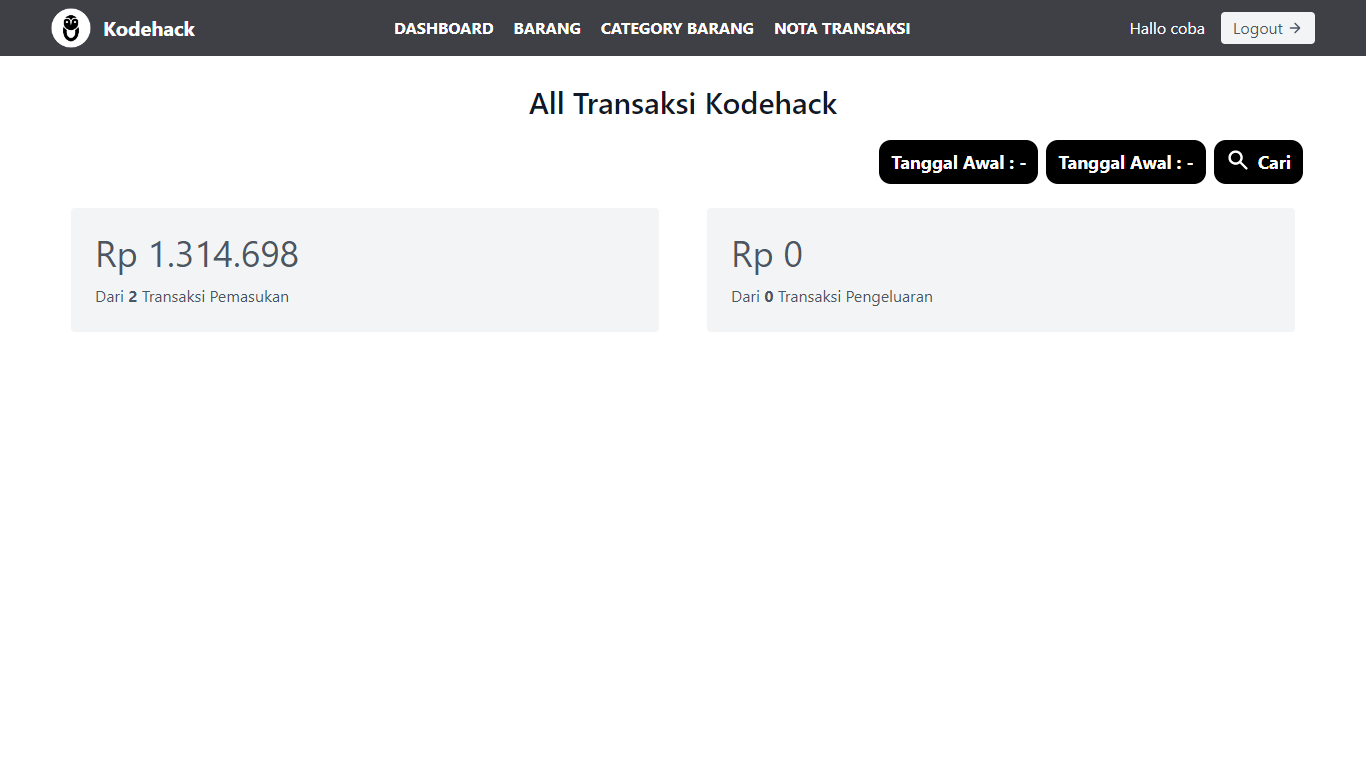 Kodehack DASHBOARD BARANG CATEGORY BARANG NOTA TRANSAKSI Hallo coba Logout →
All Transaksi Kodehack
Tanggal Awal : - Tanggal Awal : - Cari
Rp 1.314.698
Dari 2 Transaksi Pemasukan
Rp 0
Dari 0 Transaksi Pengeluaran